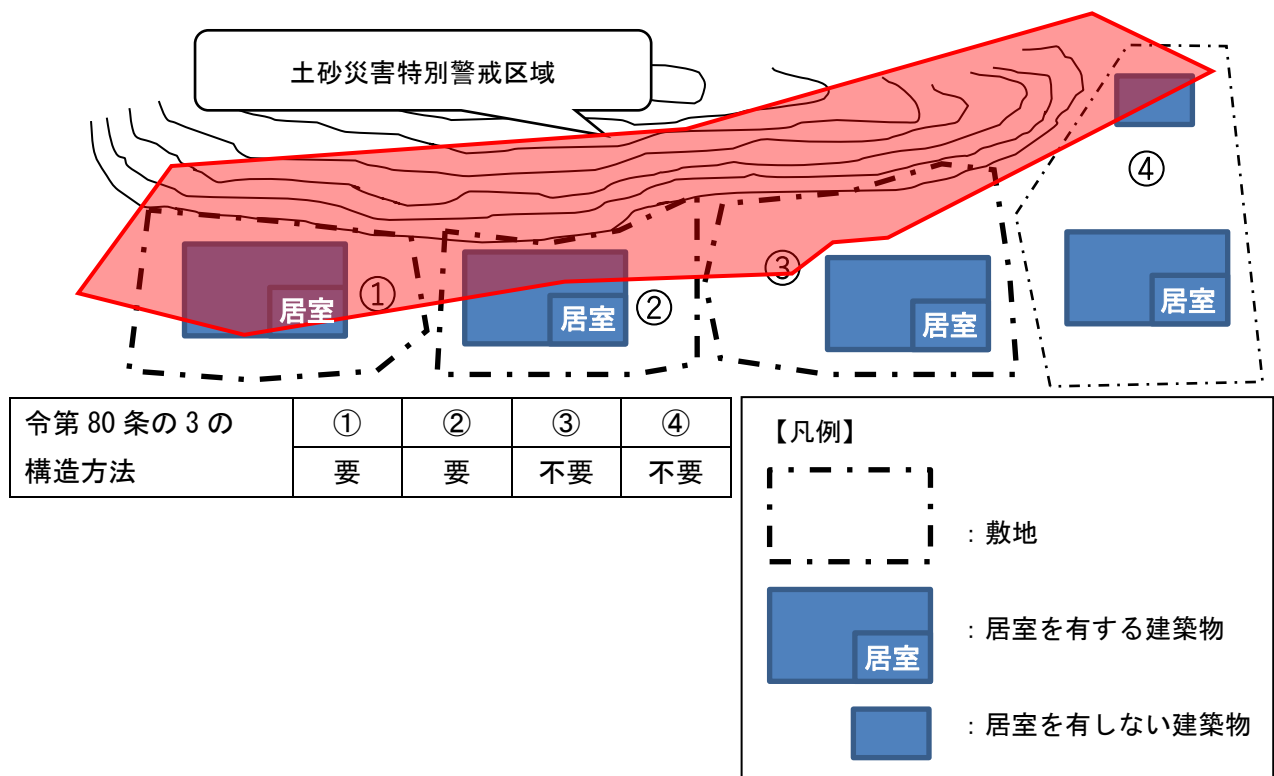 土砂災害特別警戒区域
④
③
①
②
居室
居室
居室
居室
令第 80 条の 3 の
構造方法
① ② ③ ④
要 要 不要 不要
【凡例】
：敷地
居室
：居室を有する建築物
：居室を有しない建築物